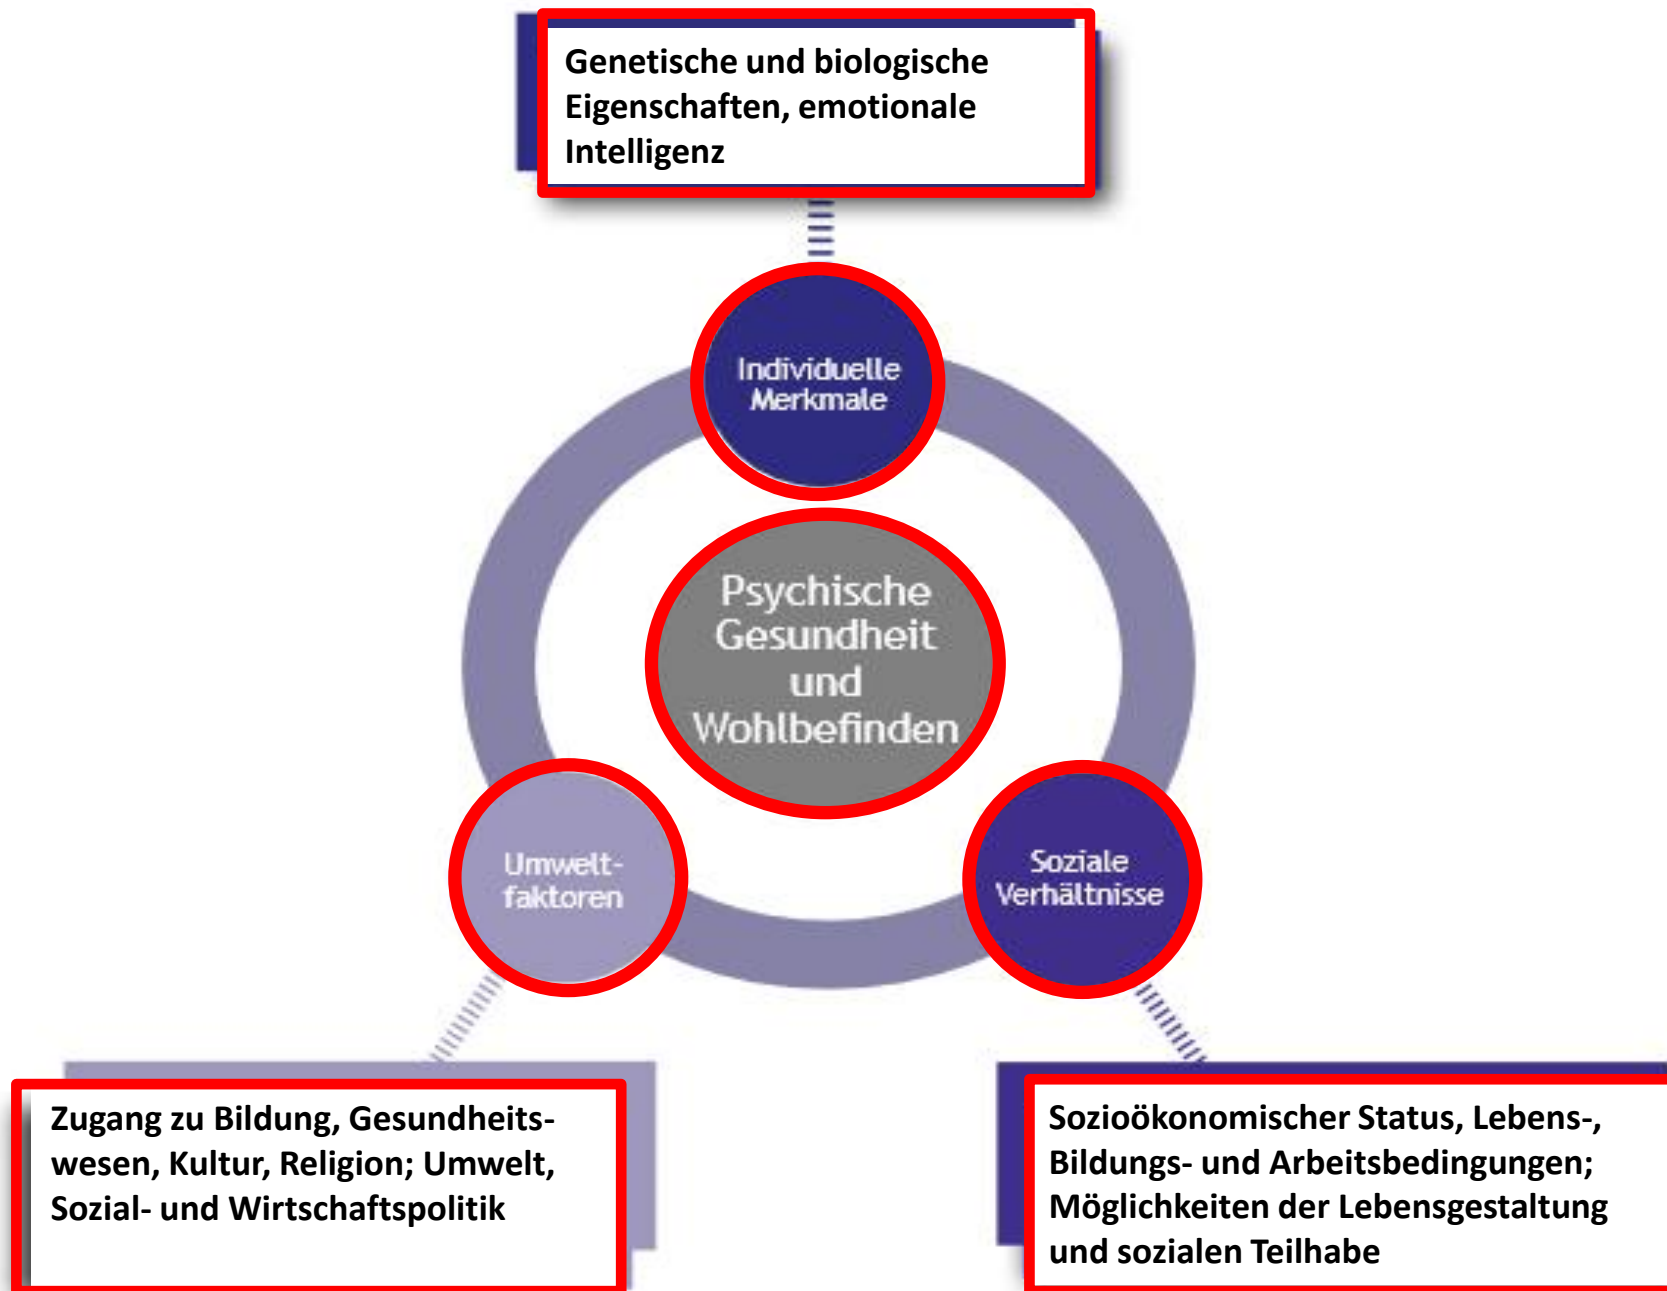 Genetische und biologische
Eigenschaften, emotionale
Intelligenz
Individuelle
Merkmale
Psychische
Gesundheit
und
Wohlbefinden
Umwelt-
faktoren
Soziale
Verhältnisse
Zugang zu Bildung, Gesundheits-
wesen, Kultur, Religion; Umwelt,
Sozial- und Wirtschaftspolitik
Sozioökonomischer Status, Lebens-,
Bildungs- und Arbeitsbedingungen;
Möglichkeiten der Lebensgestaltung
und sozialen Teilhabe